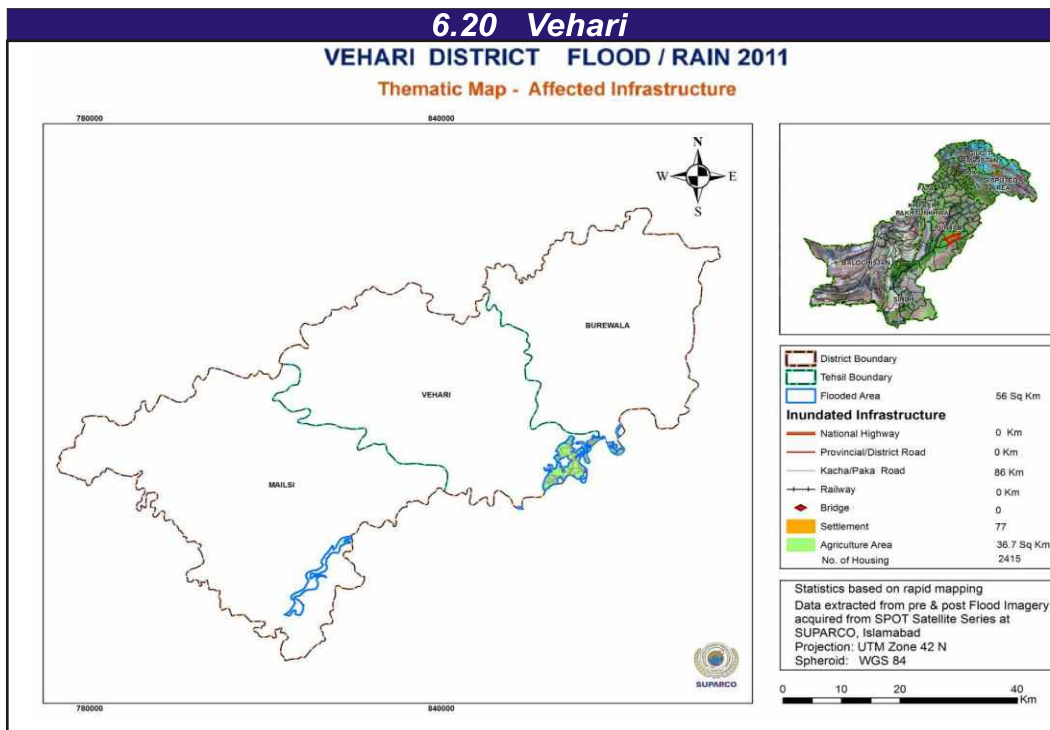 6.20 Vehari
VEHARI DISTRICT FLOOD / RAIN 2011
Thematic Map - Affected Infrastructure
780000
840000
N
W
E
S
BUREWALA
VEHARI
MAILSI
SUPARCO
780000
840000
BALOCHISTAN
SINDH
District Boundary
Tehsil Boundary
Flooded Area 56 Sq Km
Inundated Infrastructure
National Highway 0 Km
Provincial/District Road 0 Km
Kacha/Paka Road 86 Km
Railway 0 Km
Bridge 0
Settlement 77
Agriculture Area 36.7 Sq Km
No. of Housing 2415
Statistics based on rapid mapping
Data extracted from pre & post Flood Imagery
acquired from SPOT Satellite Series at
SUPARCO, Islamabad
Projection: UTM Zone 42 N
Spheroid: WGS 84
0 10 20 40
Km